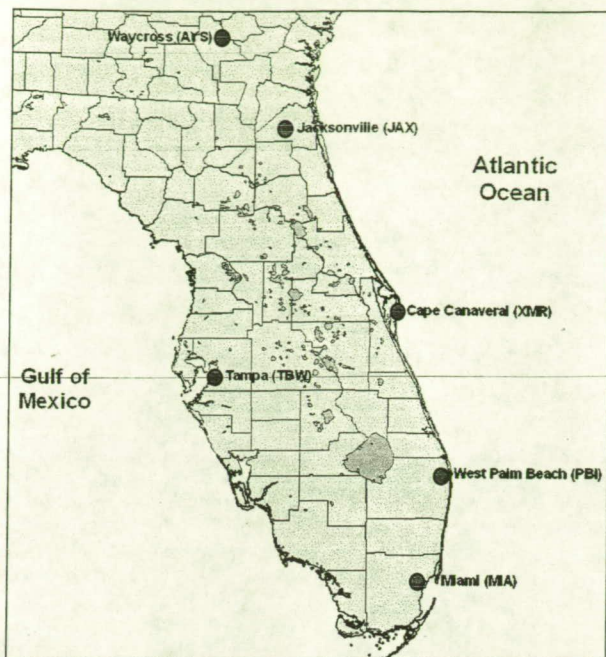 Waycross (AYS)
Jacksonville (JAX)
Atlantic
Ocean
Cape Canaveral (XMR)
Gulf of
Mexico
Tampa (TBW)
West Palm Beach (PBI)
Miami (MIA)